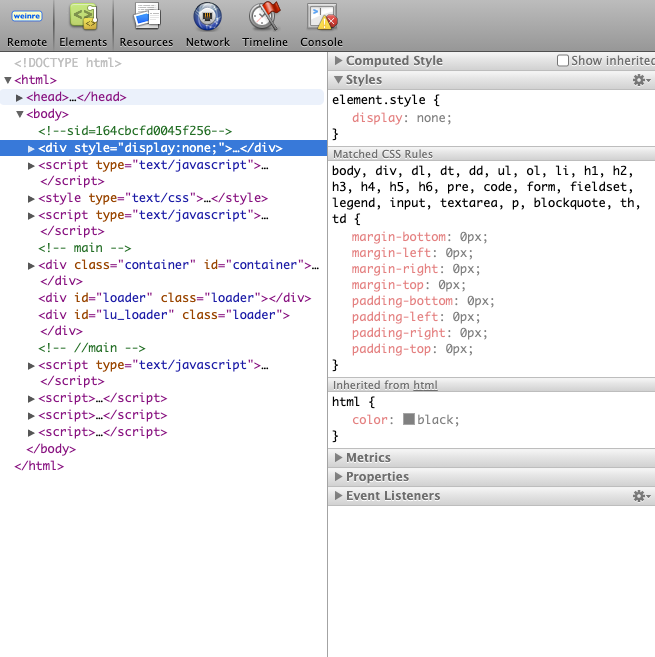 weinre
Remote
Elements
Resources
Network
Timeline
Console
<!DOCTYPE html>
<html>
<head>…</head>
<body>
<!--sid=164cbcfd0045f256-->
<div style="display:none;">…</div>
<script type="text/javascript">…
</script>
<style type="text/css">…</style>
<script type="text/javascript">…
</script>
<!-- main -->
<div class="container" id="container">…
</div>
<div id="loader" class="loader"></div>
<div id="lu_loader" class="loader">
</div>
<!-- //main -->
<script type="text/javascript">…
</script>
<script>…</script>
<script>…</script>
<script>…</script>
</body>
</html>
Computed Style
Show inherited
Styles
element.style {
display: none;
}
Matched CSS Rules
body, div, dl, dt, dd, ul, ol, li, h1, h2,
h3, h4, h5, h6, pre, code, form, fieldset,
legend, input, textarea, p, blockquote, th,
td {
margin-bottom: 0px;
margin-left: 0px;
margin-right: 0px;
margin-top: 0px;
padding-bottom: 0px;
padding-left: 0px;
padding-right: 0px;
padding-top: 0px;
}
Inherited from html
html {
color: black;
}
Metrics
Properties
Event Listeners